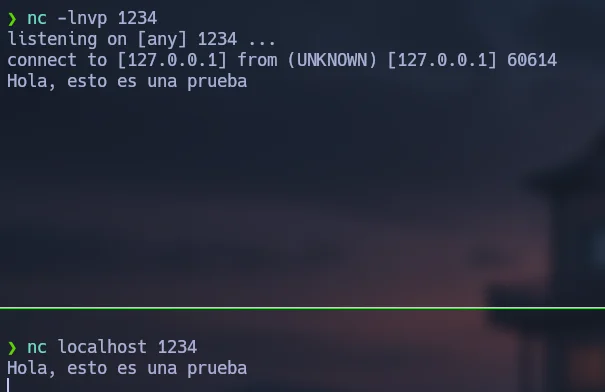 ❯ nc -lnvp 1234
listening on [any] 1234 ...
connect to [127.0.0.1] from (UNKNOWN) [127.0.0.1] 60614
Hola, esto es una prueba
❯ nc localhost 1234
Hola, esto es una prueba